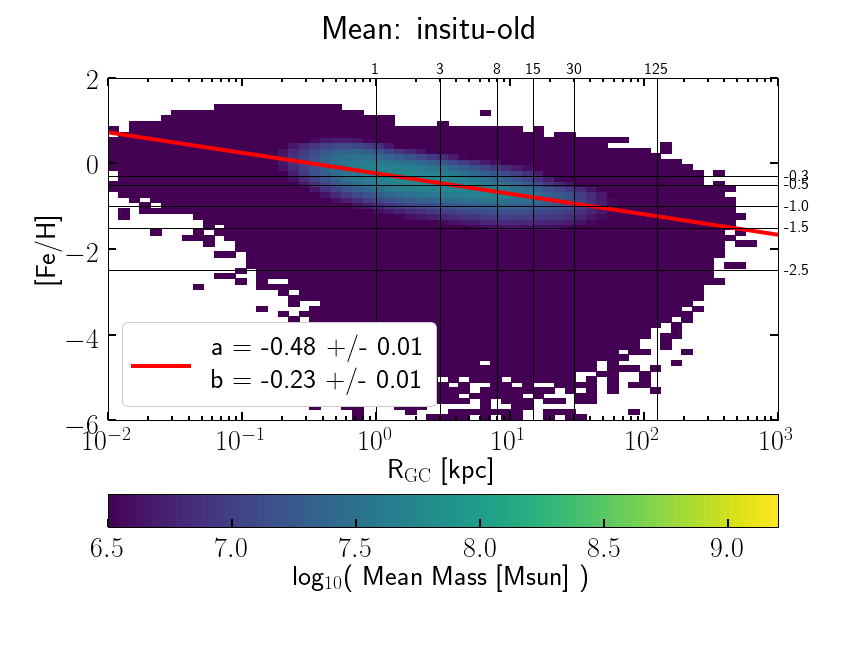 Mean: insitu-old
1 3 8 15 30 125
2
0
−2
−4
−6
[Fe/H]
-0.3
-0.5
-1.0
-1.5
-2.5
a = -0.48 +/- 0.01
b = -0.23 +/- 0.01
10⁻² 10⁻¹ 10⁰ 10¹ 10² 10³
R_GC [kpc]
6.5 7.0 7.5 8.0 8.5 9.0
log₁₀( Mean Mass [Msun] )